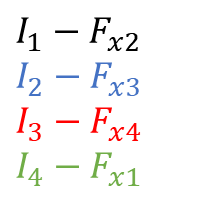 I₁ − Fₓ₂
I₂ − Fₓ₃
I₃ − Fₓ₄
I₄ − Fₓ₁